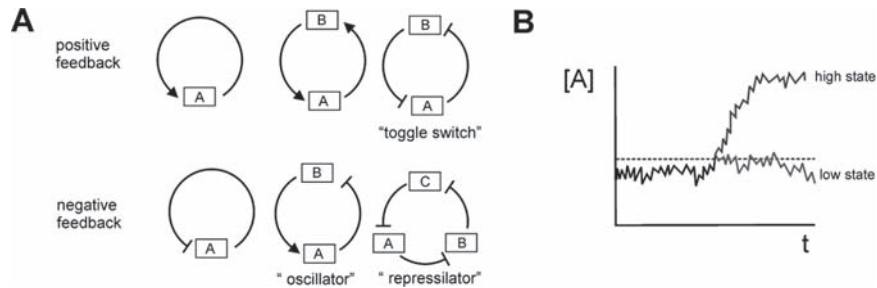 A
positive
feedback
A
B
A
B
A
"toggle switch"
negative
feedback
A
B
A
" oscillator"
C
A
B
" repressilator"
B
[A]
high state
low state
t